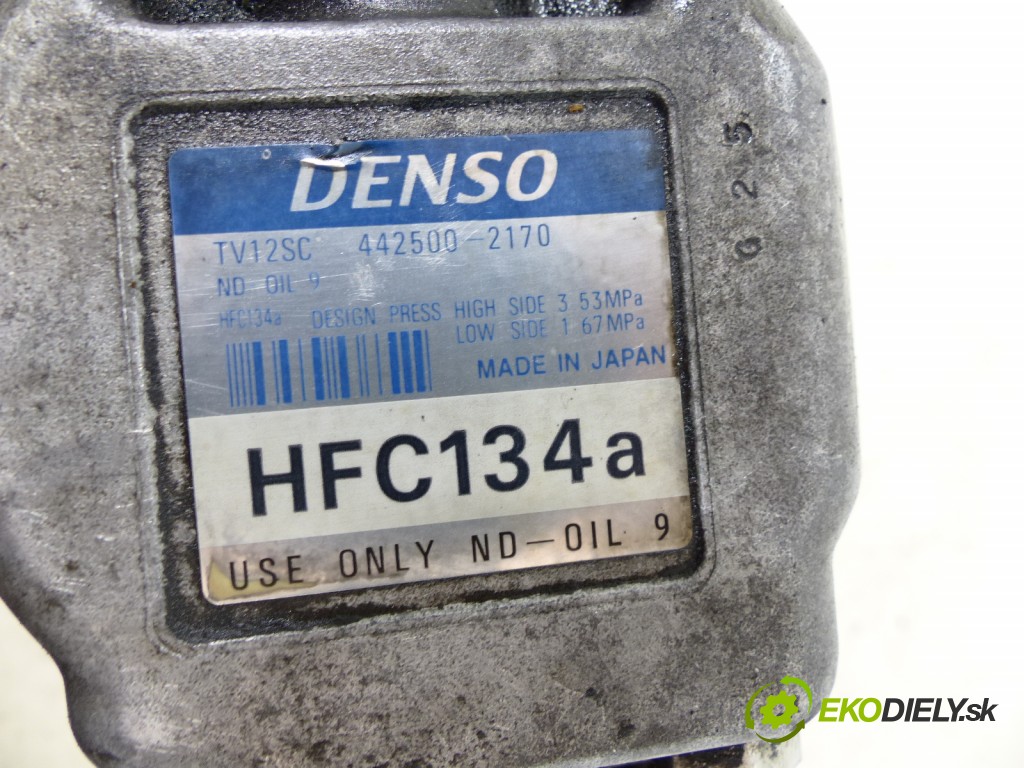 DENSO
TV12SC 442500-2170
ND OIL 9
HFC134a DESIGN PRESS HIGH SIDE 3 53MPa
LOW SIDE 1 67MPa
MADE IN JAPAN
HFC134a
USE ONLY ND-OIL 9
G225
EKODIELY.sk